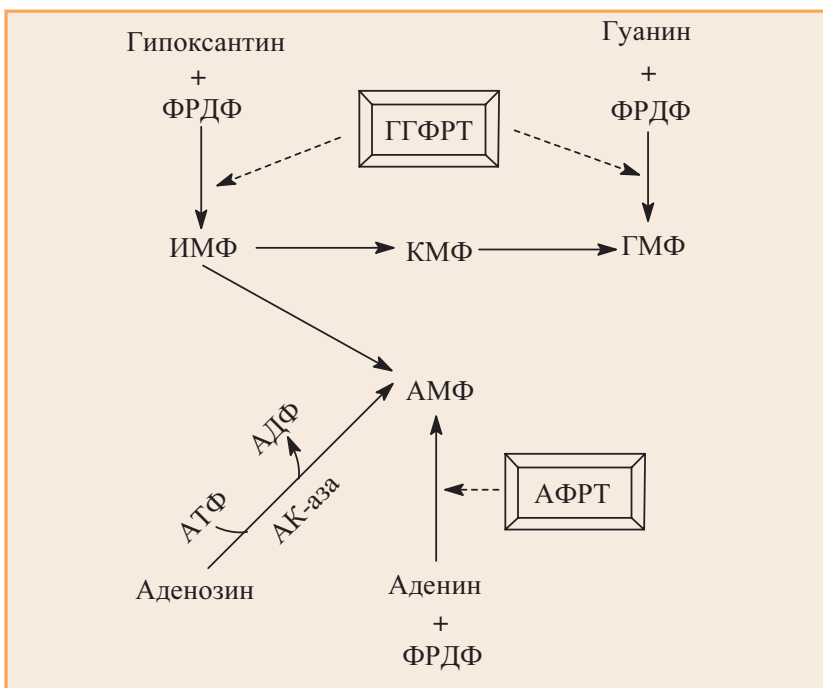 Гипоксантин
+
ФРДФ
Гуанин
+
ФРДФ
ГГФРТ
ИМФ
КМФ
ГМФ
АМФ
АДФ
АТФ
АК-аза
АФРТ
Аденозин
Аденин
+
ФРДФ